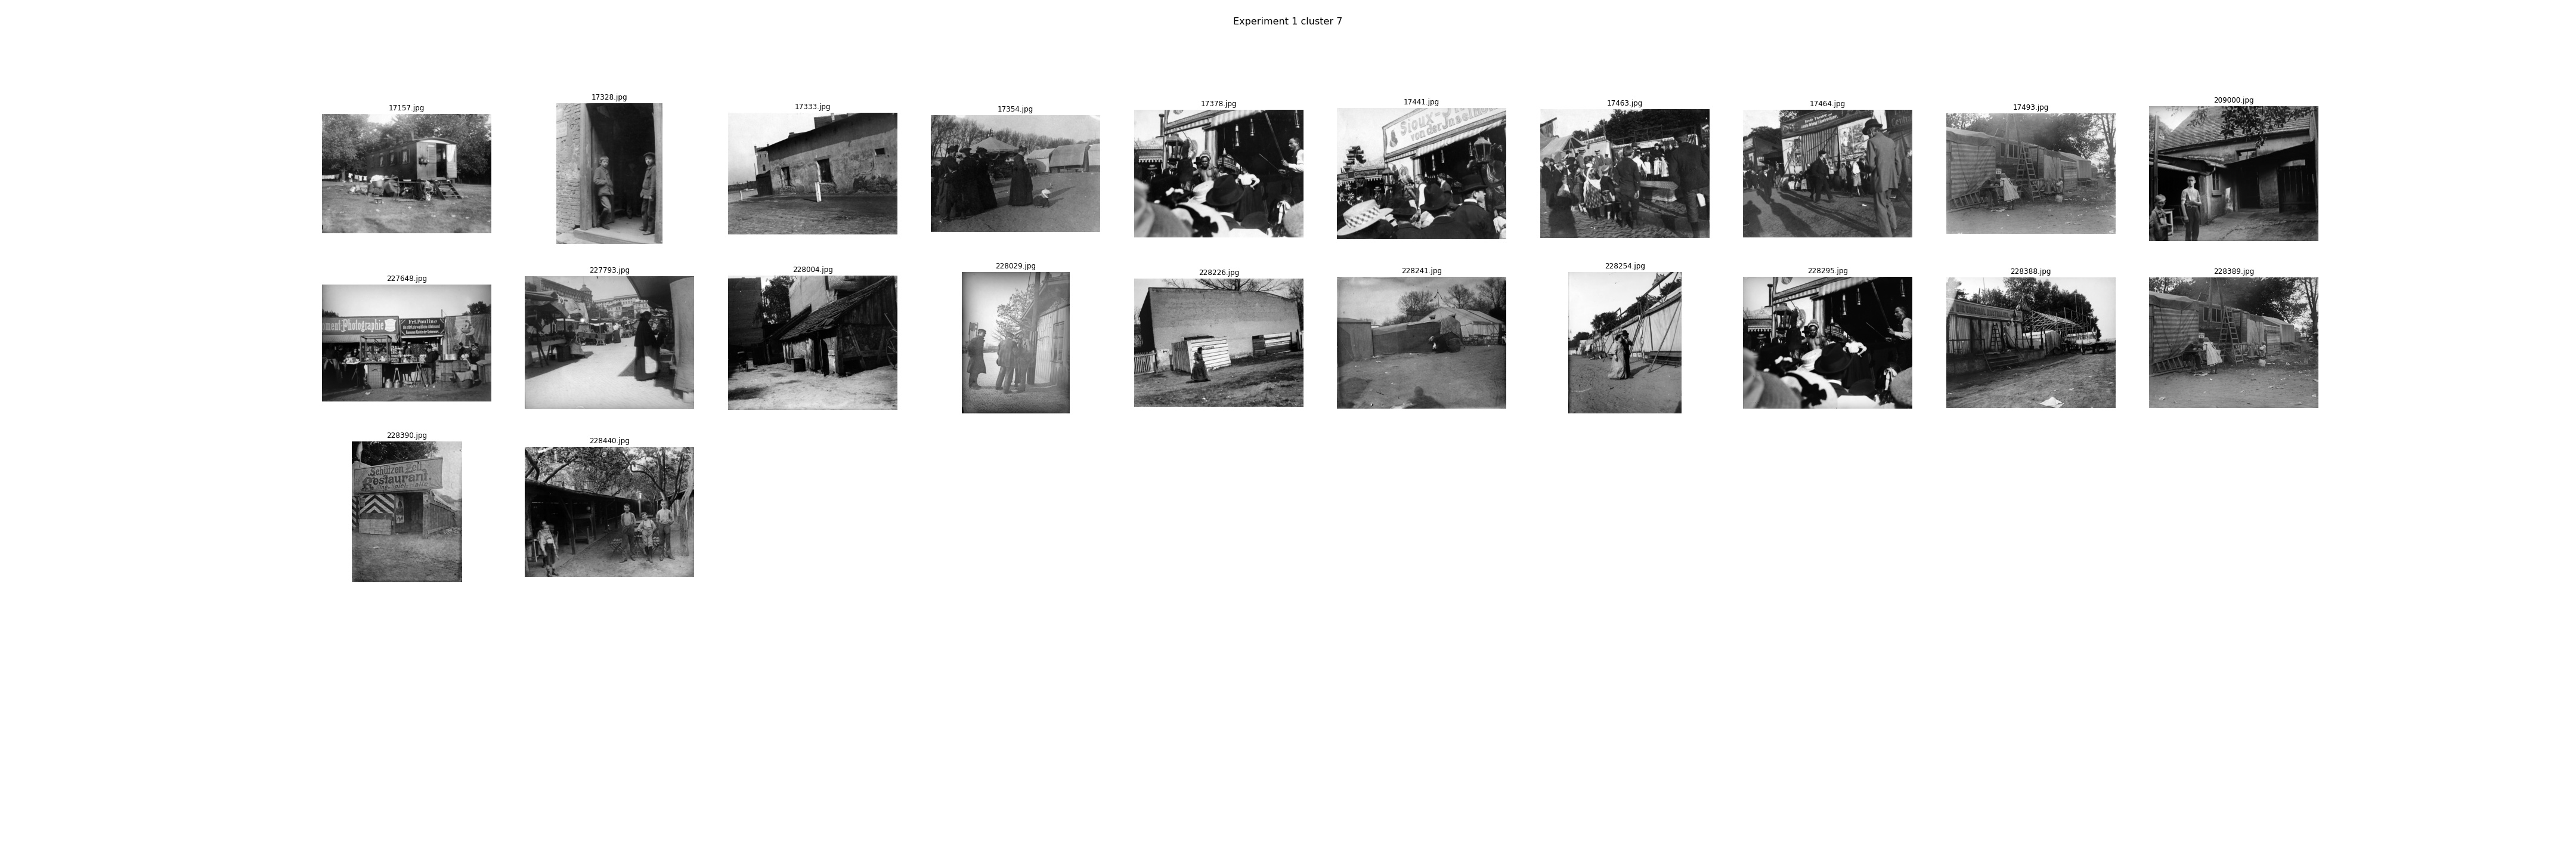 Experiment 1 cluster 7
17157.jpg
17328.jpg
17333.jpg
17354.jpg
17378.jpg
17441.jpg
17463.jpg
17464.jpg
17493.jpg
209000.jpg
Sioux-
von der Inselmo
227648.jpg
227793.jpg
228004.jpg
228029.jpg
228226.jpg
228241.jpg
228254.jpg
228295.jpg
228388.jpg
228389.jpg
ment-Photographie
Frl. Pauline
228390.jpg
228440.jpg
Schützen Zelt
Restaurant.